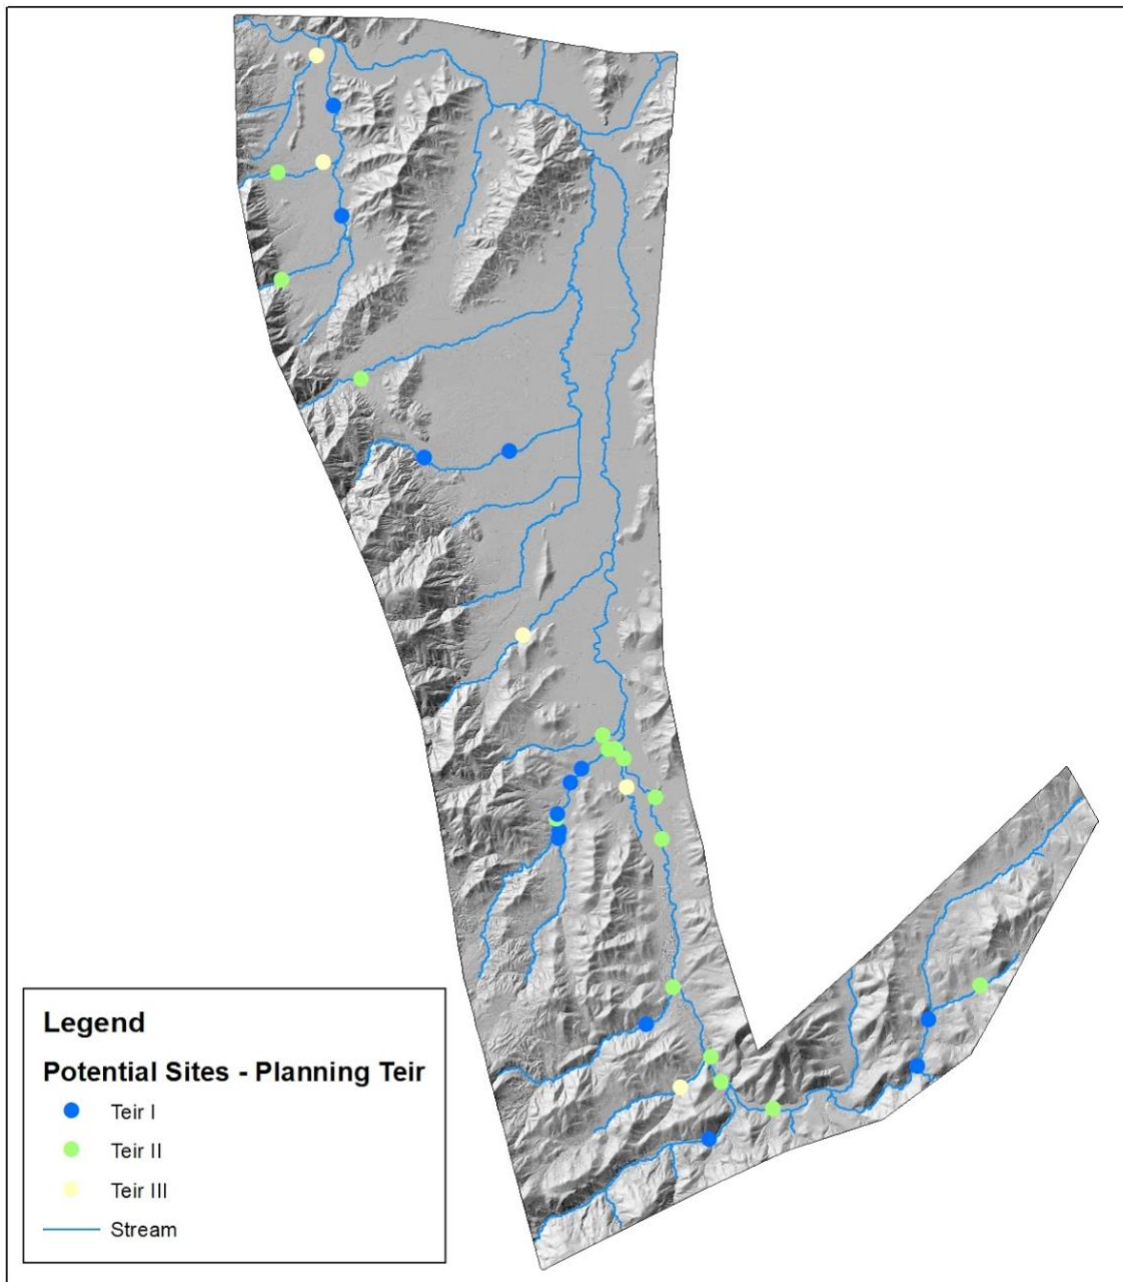 Legend
Potential Sites - Planning Teir
Teir I
Teir II
Teir III
Stream